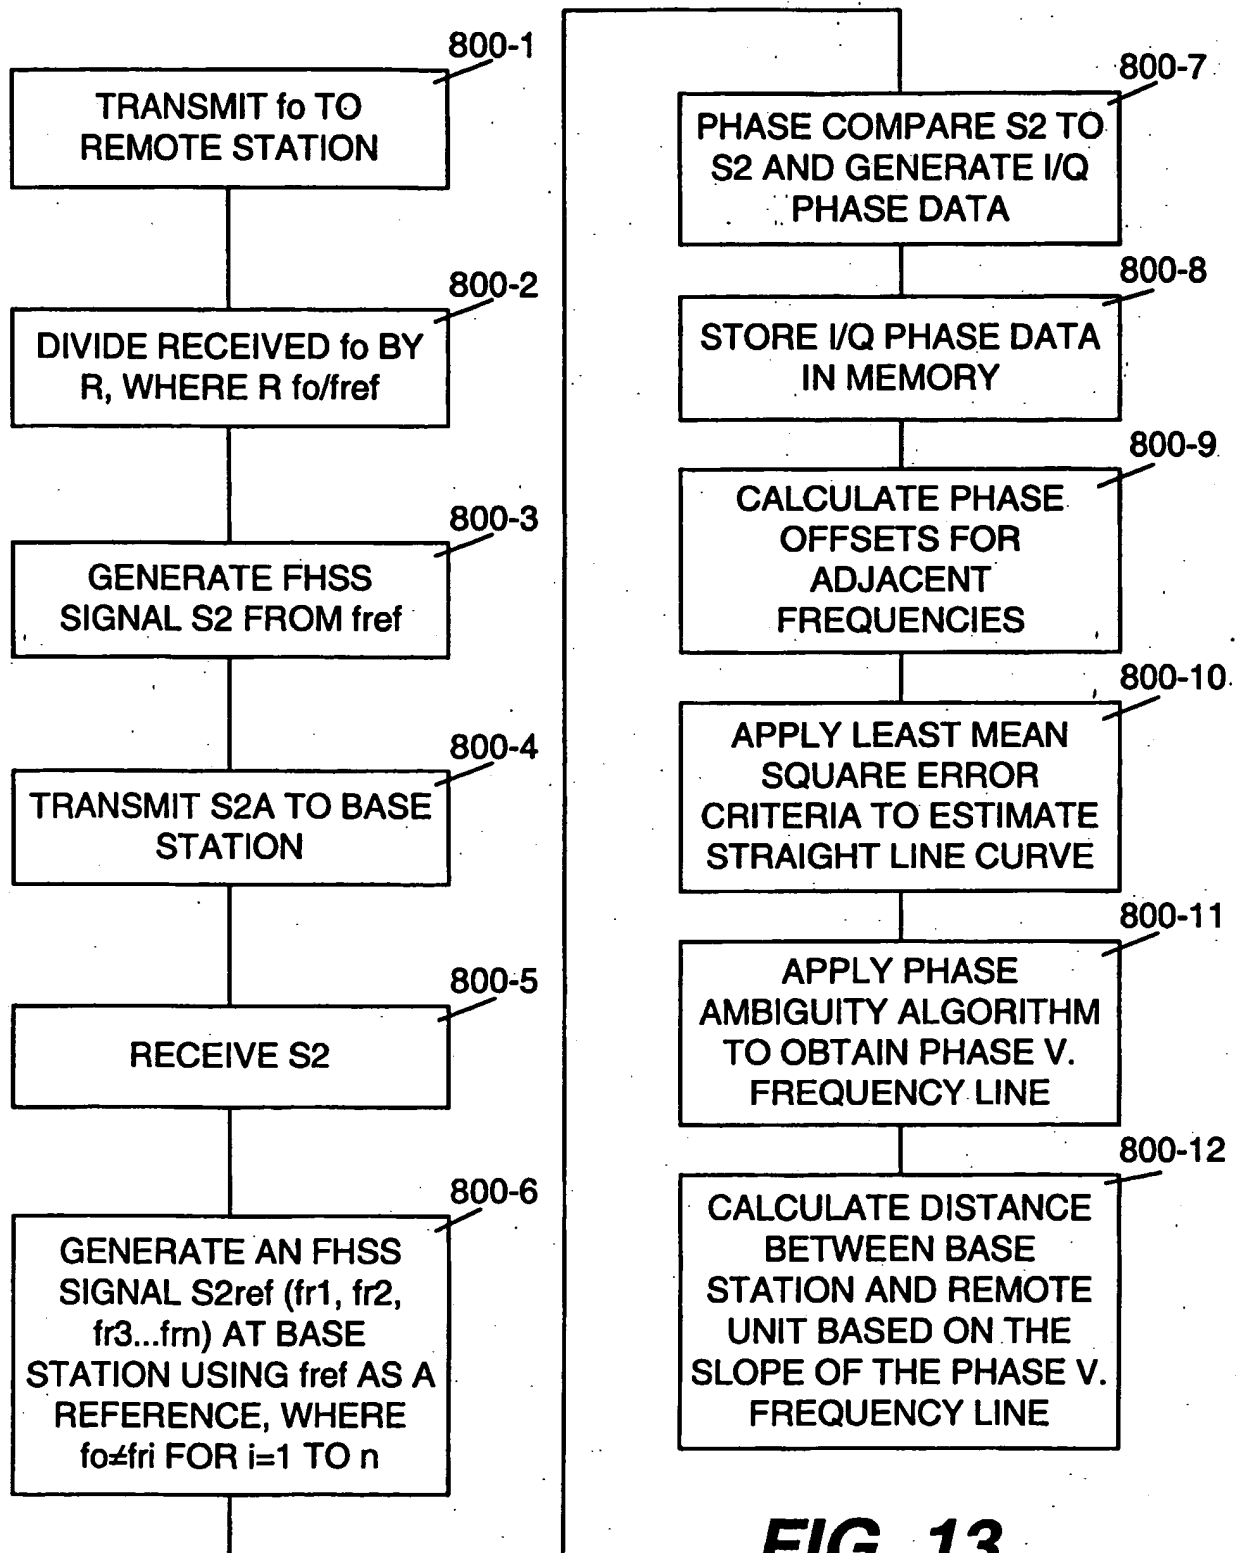 800-1
TRANSMIT fo TO
REMOTE STATION
800-2
DIVIDE RECEIVED fo BY
R, WHERE R fo/fref
800-3
GENERATE FHSS
SIGNAL S2 FROM fref
800-4
TRANSMIT S2A TO BASE
STATION
800-5
RECEIVE S2
800-6
GENERATE AN FHSS
SIGNAL S2ref (fr1, fr2,
fr3...frn) AT BASE
STATION USING fref AS A
REFERENCE, WHERE
fo≠fri FOR i=1 TO n
800-7
PHASE COMPARE S2 TO
S2 AND GENERATE I/Q
PHASE DATA
800-8
STORE I/Q PHASE DATA
IN MEMORY
800-9
CALCULATE PHASE
OFFSETS FOR
ADJACENT
FREQUENCIES
800-10
APPLY LEAST MEAN
SQUARE ERROR
CRITERIA TO ESTIMATE
STRAIGHT LINE CURVE
800-11
APPLY PHASE
AMBIGUITY ALGORITHM
TO OBTAIN PHASE V.
FREQUENCY LINE
800-12
CALCULATE DISTANCE
BETWEEN BASE
STATION AND REMOTE
UNIT BASED ON THE
SLOPE OF THE PHASE V.
FREQUENCY LINE
FIG. 13